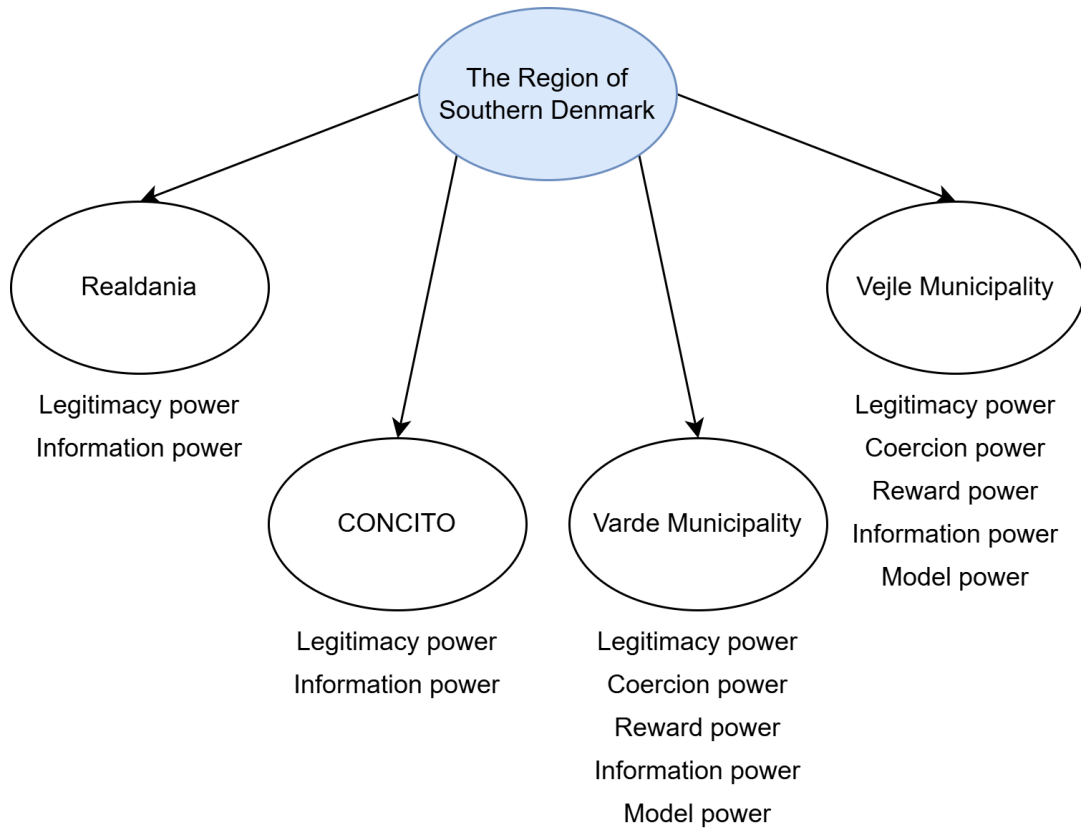 The Region of
Southern Denmark
Realdania
Legitimacy power
Information power
CONCITO
Legitimacy power
Information power
Varde Municipality
Legitimacy power
Coercion power
Reward power
Information power
Model power
Vejle Municipality
Legitimacy power
Coercion power
Reward power
Information power
Model power